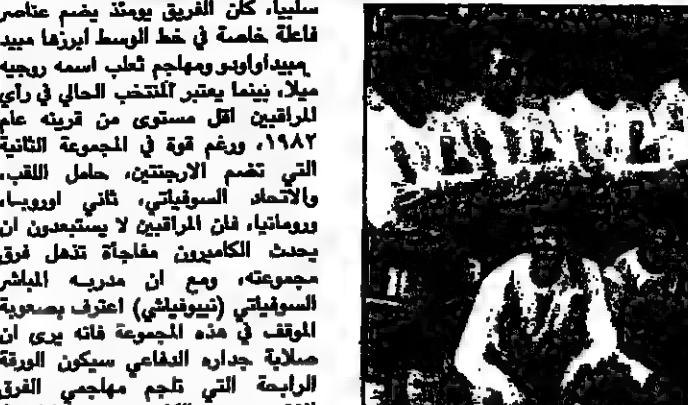 سلبيا، كان الفريق يومئذ يضم عناصر
فاعلة خاصة في خط الوسط ابرزها مبيد
مبيداواوند ومهاجم ثعلب اسمه روجيه
ميلا، بينما يعتبر المنتخب الحالي في رأي
المراقبين اقل مستوى من قرينه عام
١٩٨٢، ورغم قوة في المجموعة الثانية
التي تضم الارجنتين، حامل اللقب،
والاتحاد السوفياتي، ثاني اوروبا،
ورومانيا، فان المراقبين لا يستبعدون ان
يحدث الكاميرون مفاجأة تذهل فرق
مجموعته، ومع ان مدربه المباشر
السوفياتي (نيبوفياشي) اعترف بصعوبة
الموقف في هذه المجموعة فانه يرى ان
صلابة جداره الدفاعي سيكون الورقة
الرابحة التي تلجم مهاجمي الفرق